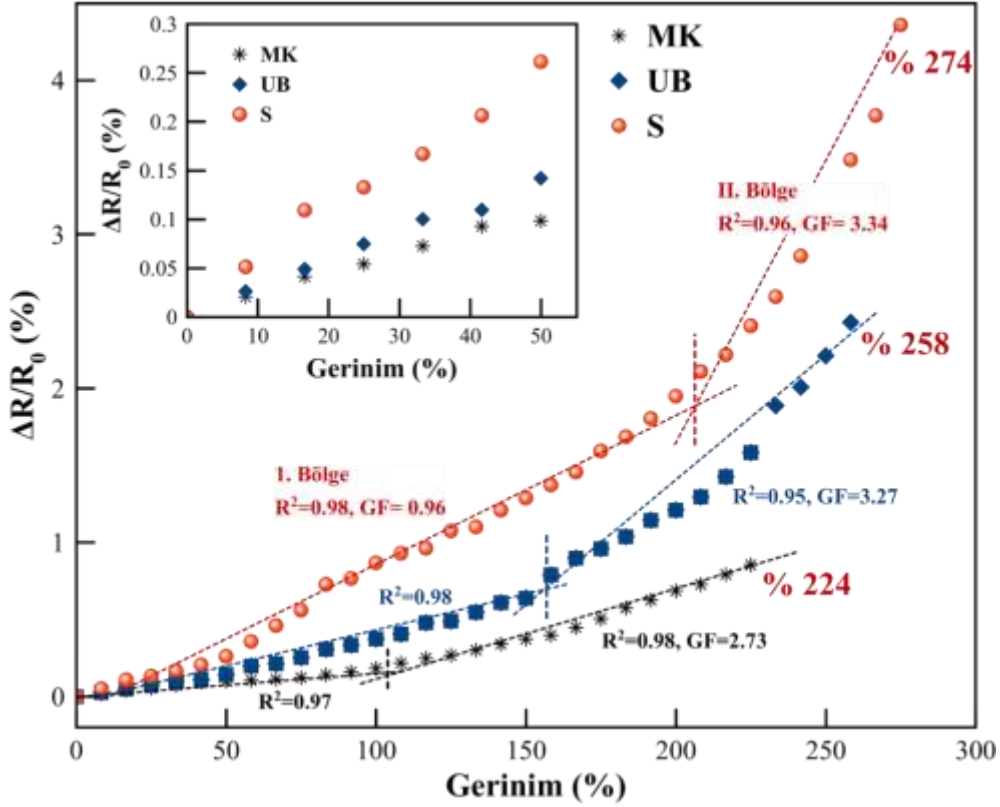 0.3
0.25
0.2
0.15
0.1
0.05
0
ΔR/R₀ (%)
MK
UB
S
0 10 20 30 40 50
Gerinim (%)
MK
UB
S
% 274
II. Bölge
R²=0.96, GF= 3.34
% 258
I. Bölge
R²=0.98, GF= 0.96
R²=0.95, GF=3.27
R²=0.98
% 224
R²=0.98, GF=2.73
R²=0.97
4
3
2
1
0
ΔR/R₀ (%)
0 50 100 150 200 250 300
Gerinim (%)